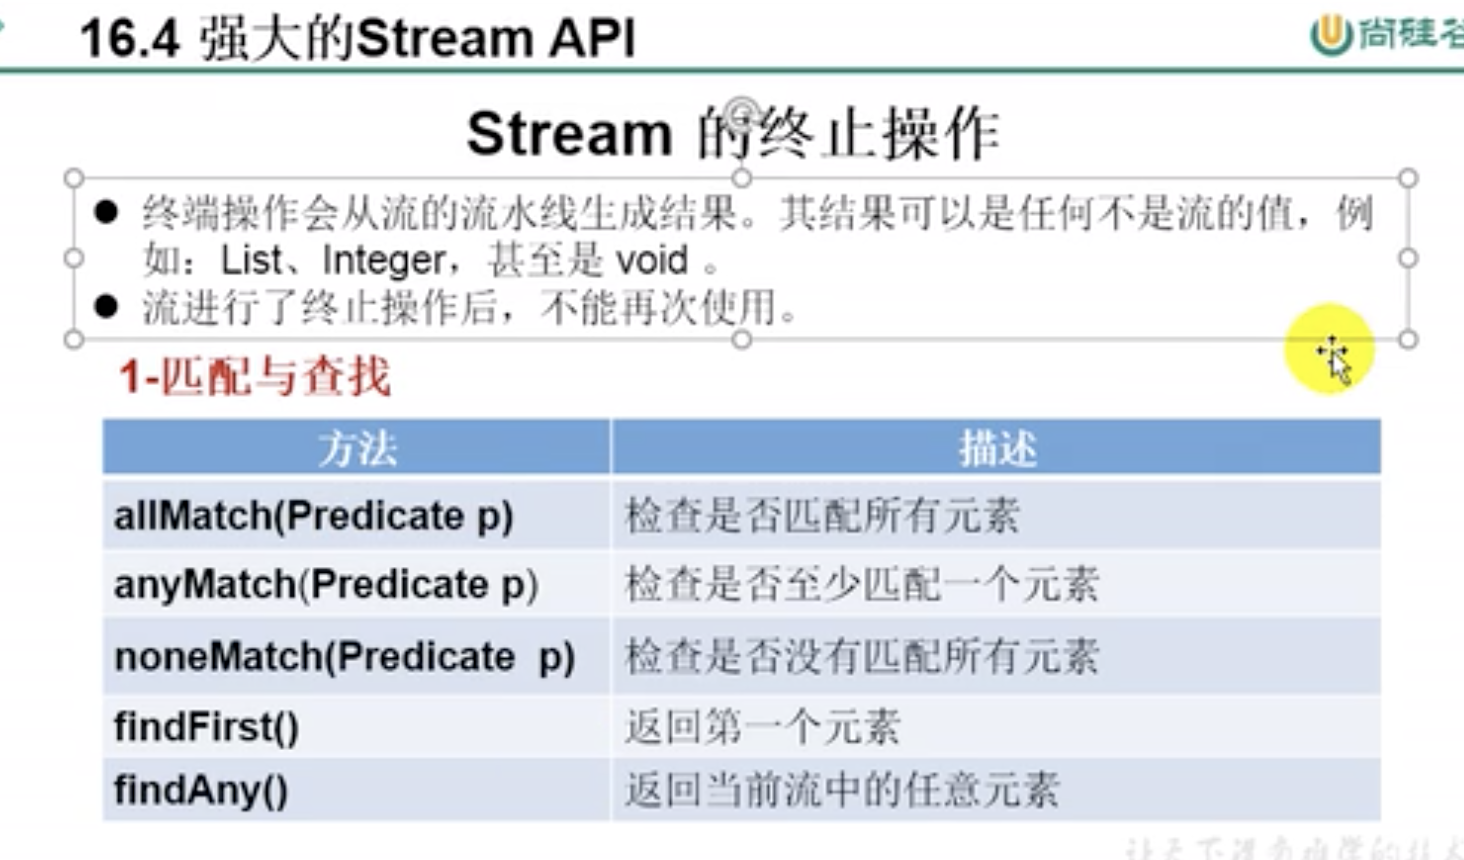 16.4 强大的Stream API
尚硅谷
Stream 的终止操作
● 终端操作会从流的流水线生成结果。其结果可以是任何不是流的值，例
如：List、Integer，甚至是 void 。
● 流进行了终止操作后，不能再次使用。
1-匹配与查找
方法 描述
allMatch(Predicate p) 检查是否匹配所有元素
anyMatch(Predicate p) 检查是否至少匹配一个元素
noneMatch(Predicate  p) 检查是否没有匹配所有元素
findFirst() 返回第一个元素
findAny() 返回当前流中的任意元素